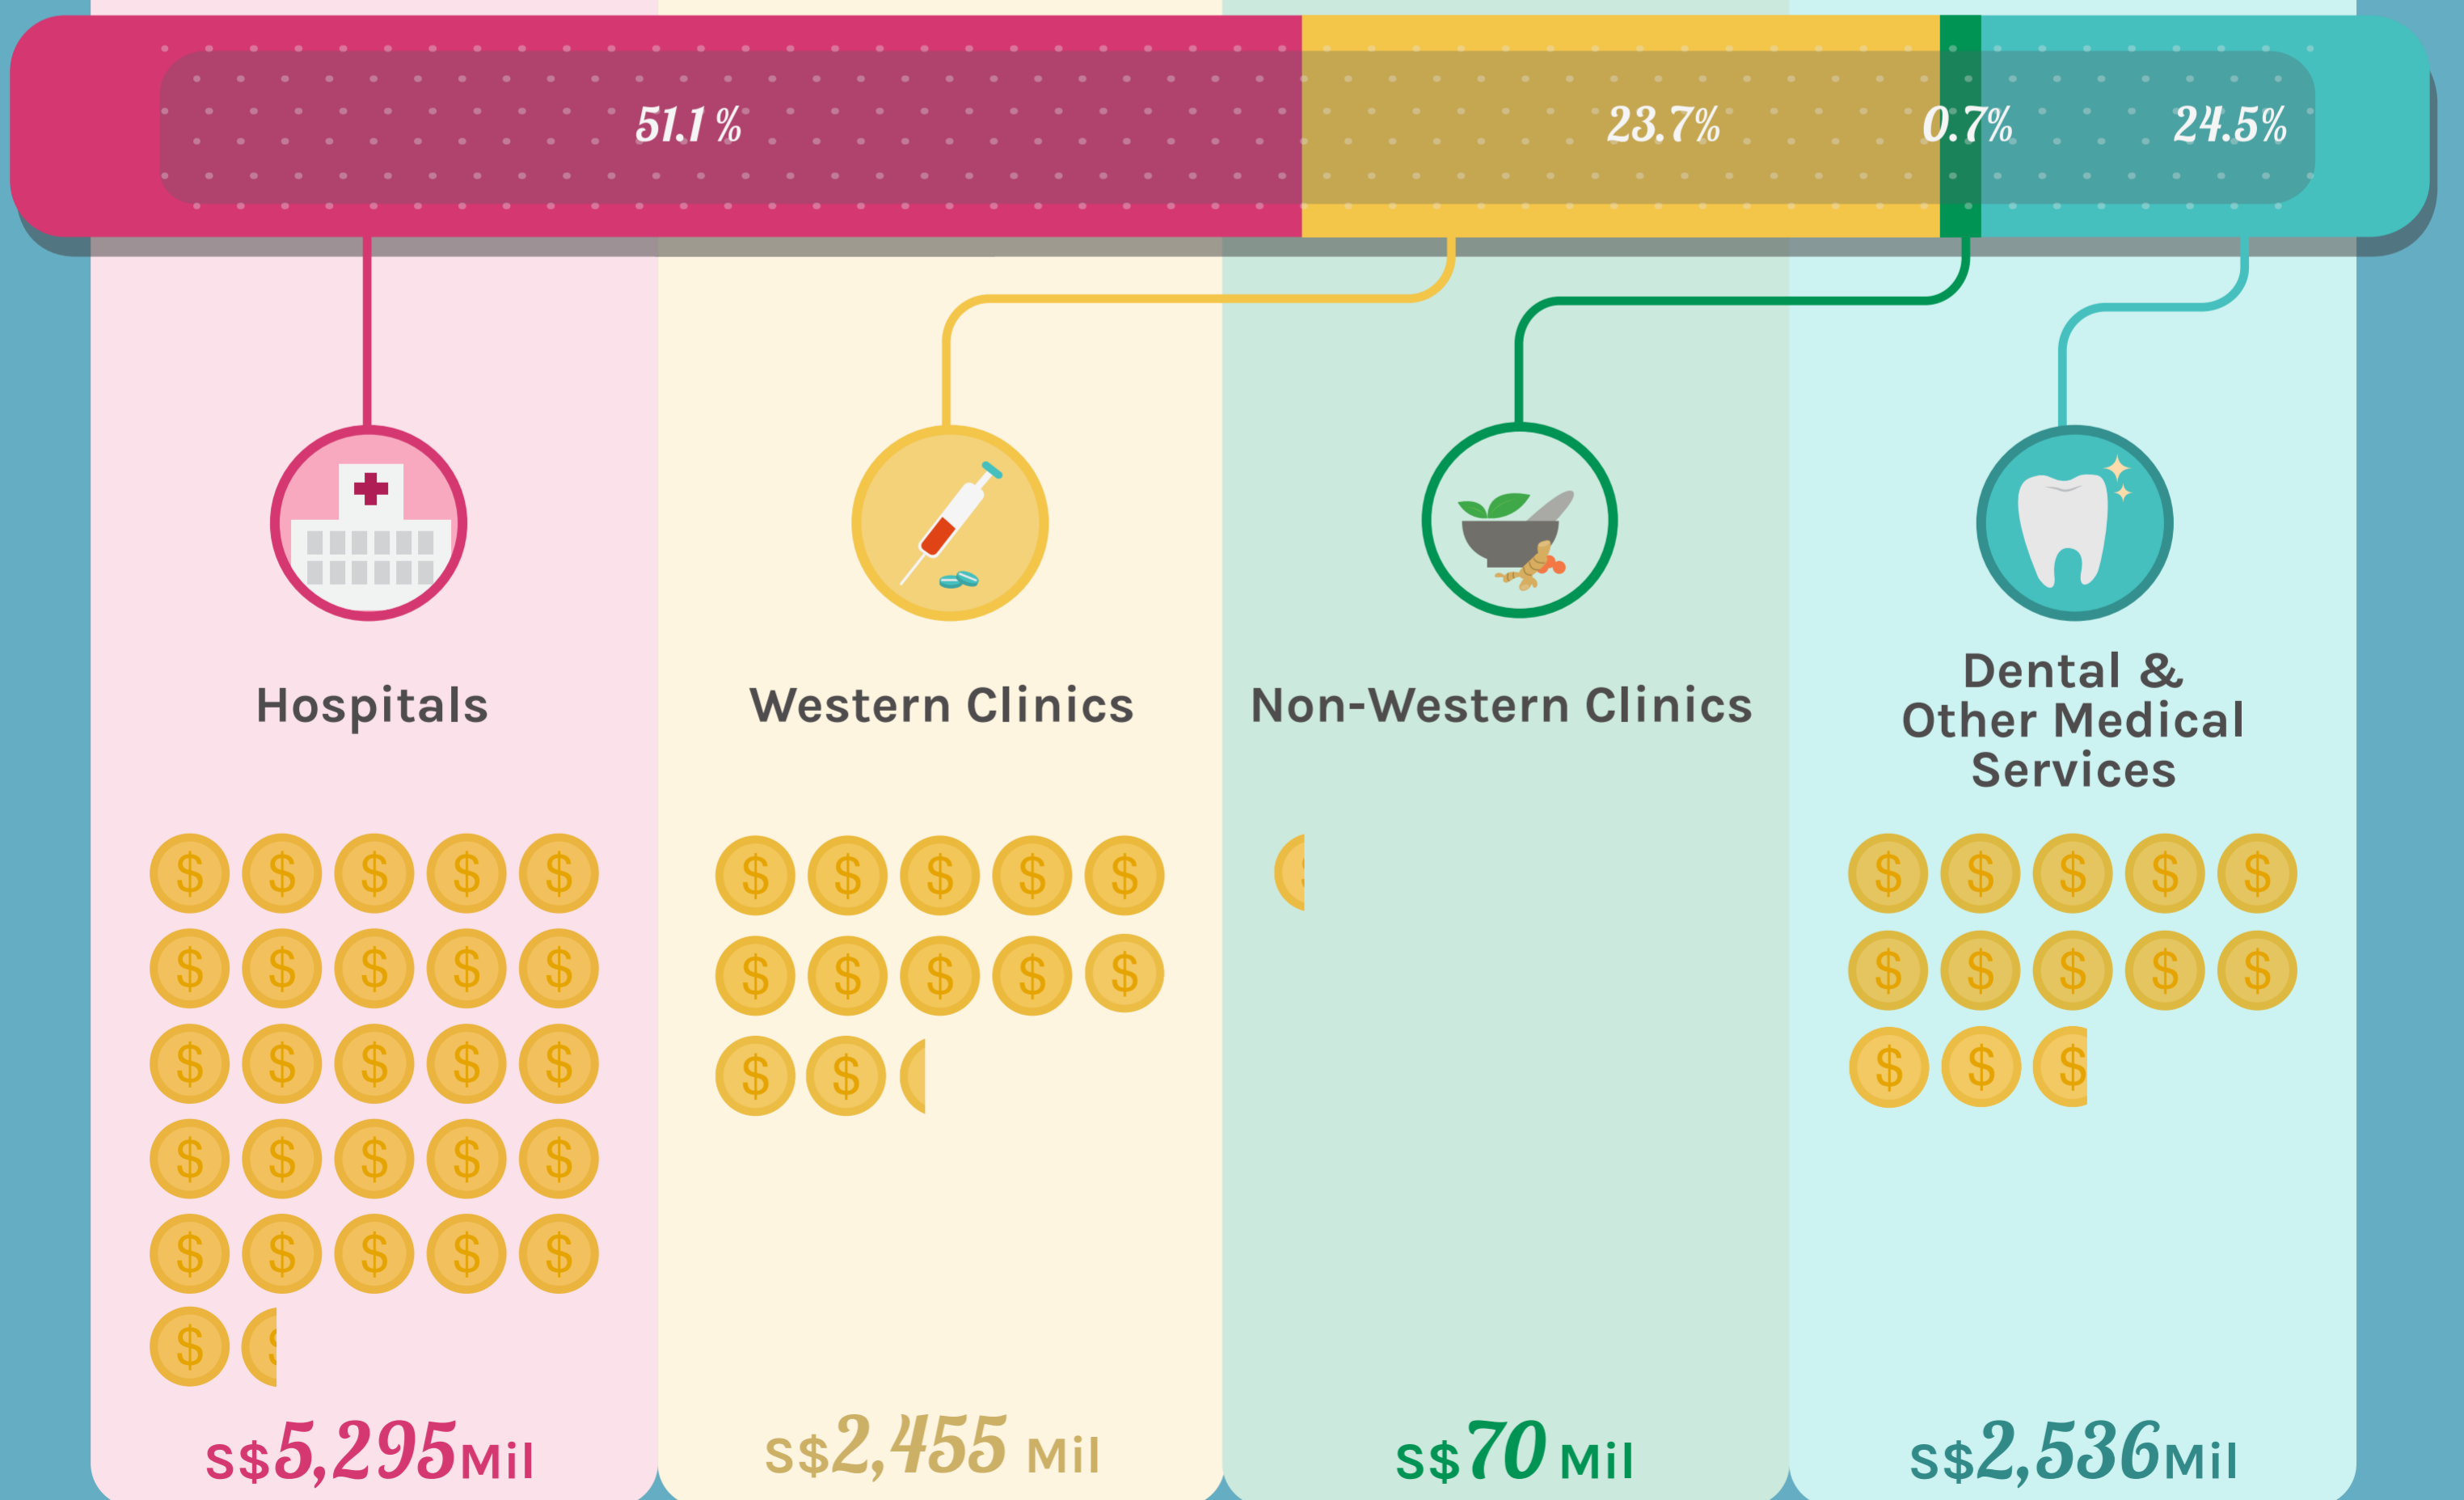 51.1 % 23.7% 0.7% 24.5%
Hospitals
Western Clinics
Non-Western Clinics
Dental &
Other Medical
Services
$ $ $ $ $
$ $ $ $ $
$ $ $ $ $
$ $ $ $ $
$ $ $ $ $
$ $
$ $ $ $ $
$ $ $ $ $
$ $
$ $ $ $ $
$ $ $ $ $
$ $ $
S$5,295Mil
S$2,455 Mil
S$70 Mil
S$2,536Mil